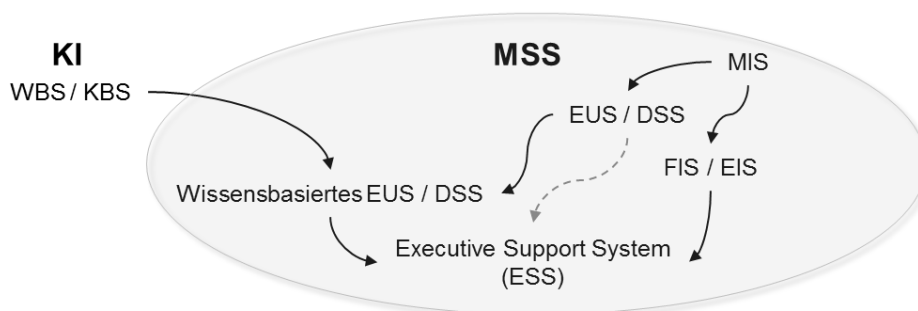 KI
WBS / KBS
MSS
MIS
EUS / DSS
FIS / EIS
Wissensbasiertes EUS / DSS
Executive Support System
(ESS)